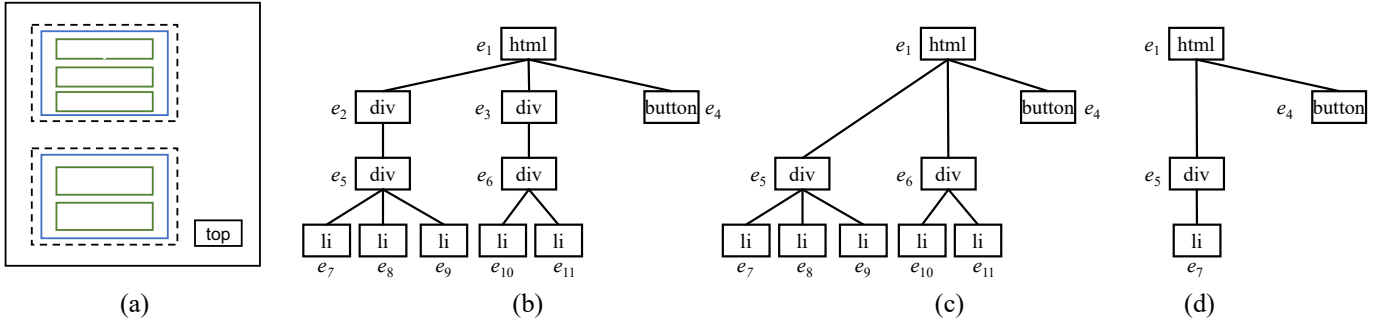 top
(a)
e1 html
e2 div e3 div button e4
e5 div e6 div
li li li li li
e7 e8 e9 e10 e11
(b)
e1 html
button e4
e5 div e6 div
li li li li li
e7 e8 e9 e10 e11
(c)
e1 html
e4 button
e5 div
li
e7
(d)